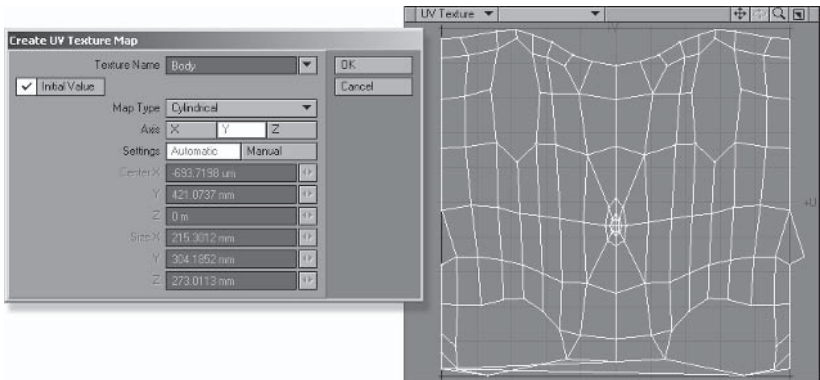 Create UV Texture Map
Texture Name Body
Initial Value
Map Type Cylindrical
Axis X Y Z
Settings Automatic Manual
Center X -693.7198 um
Y 421.0737 mm
Z 0 m
Size X 215.3012 mm
Y 304.1852 mm
Z 273.0113 mm
OK
Cancel
UV Texture
+V
+U